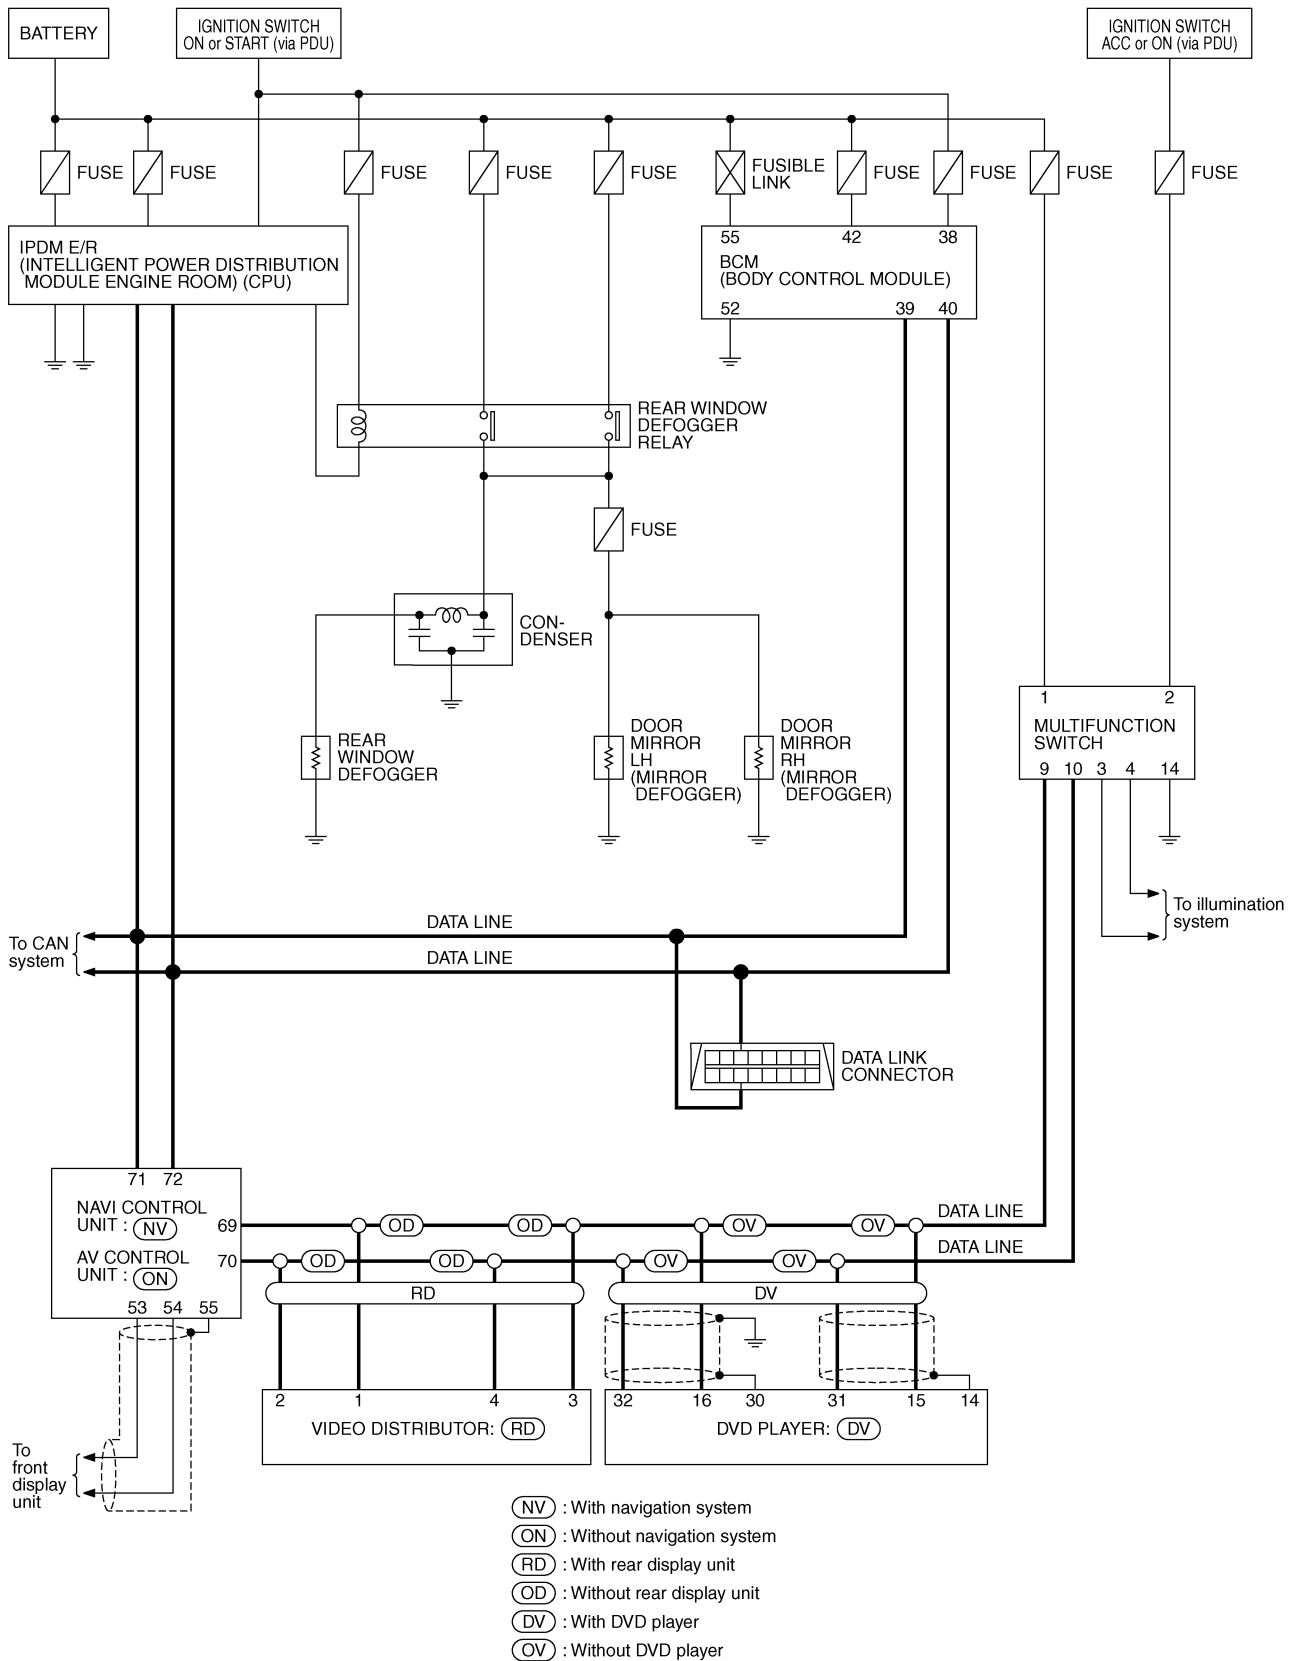 BATTERY
IGNITION SWITCH
ON or START (via PDU)
IGNITION SWITCH
ACC or ON (via PDU)
FUSE
FUSE
FUSE
FUSE
FUSE
FUSIBLE
LINK
FUSE
FUSE
FUSE
FUSE
IPDM E/R
(INTELLIGENT POWER DISTRIBUTION
MODULE ENGINE ROOM) (CPU)
55 42 38
BCM
(BODY CONTROL MODULE)
52 39 40
REAR WINDOW
DEFOGGER
RELAY
FUSE
CON-
DENSER
REAR
WINDOW
DEFOGGER
DOOR
MIRROR
LH
(MIRROR
DEFOGGER)
DOOR
MIRROR
RH
(MIRROR
DEFOGGER)
1 2
MULTIFUNCTION
SWITCH
9 10 3 4 14
To illumination
system
DATA LINE
To CAN
system
DATA LINE
DATA LINK
CONNECTOR
71 72
NAVI CONTROL
UNIT : NV
69
AV CONTROL
UNIT : ON
70
53 54 55
OD OD OV OV DATA LINE
OD OD OV OV DATA LINE
RD DV
2 1 4 3
VIDEO DISTRIBUTOR: RD
32 16 30 31 15 14
DVD PLAYER: DV
To
front
display
unit
NV : With navigation system
ON : Without navigation system
RD : With rear display unit
OD : Without rear display unit
DV : With DVD player
OV : Without DVD player